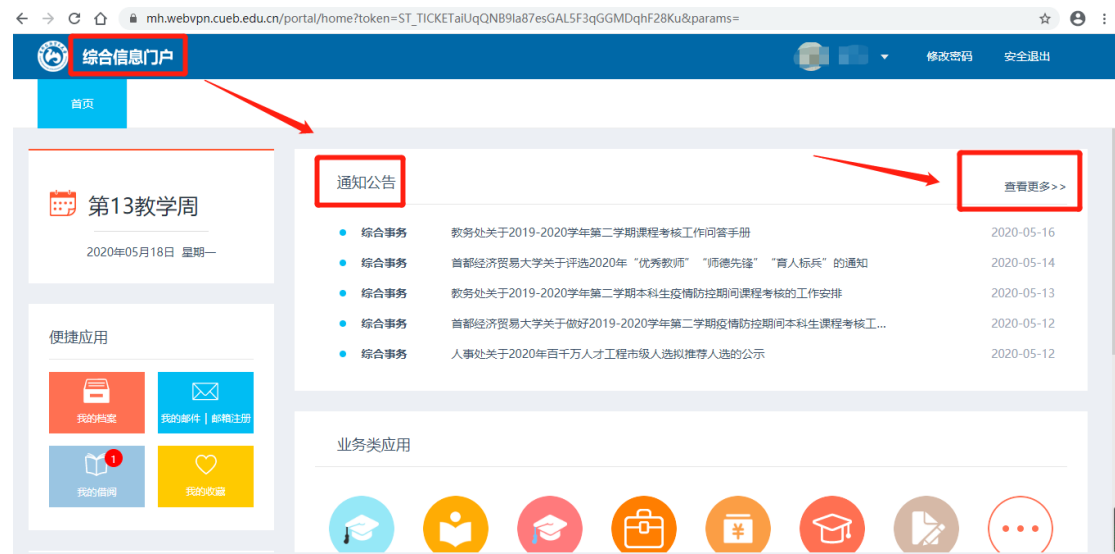 mh.webvpn.cueb.edu.cn/portal/home?token=ST_TICKETaiUqQNB9Ia87esGAL5F3qGGMDqhF28Ku&params=
综合信息门户 修改密码 安全退出
首页
通知公告 查看更多>>
第13教学周
2020年05月18日 星期一
综合事务 教务处关于2019-2020学年第二学期课程考核工作问答手册 2020-05-16
综合事务 首都经济贸易大学关于评选2020年“优秀教师”“师德先锋”“育人标兵”的通知 2020-05-14
综合事务 教务处关于2019-2020学年第二学期本科生疫情防控期间课程考核的工作安排 2020-05-13
综合事务 首都经济贸易大学关于做好2019-2020学年第二学期疫情防控期间本科生课程考核工... 2020-05-12
综合事务 人事处关于2020年百千万人才工程市级人选拟推荐人选的公示 2020-05-12
便捷应用
我的档案 我的邮件 | 邮箱注册
1
我的借阅 我的收藏
业务类应用